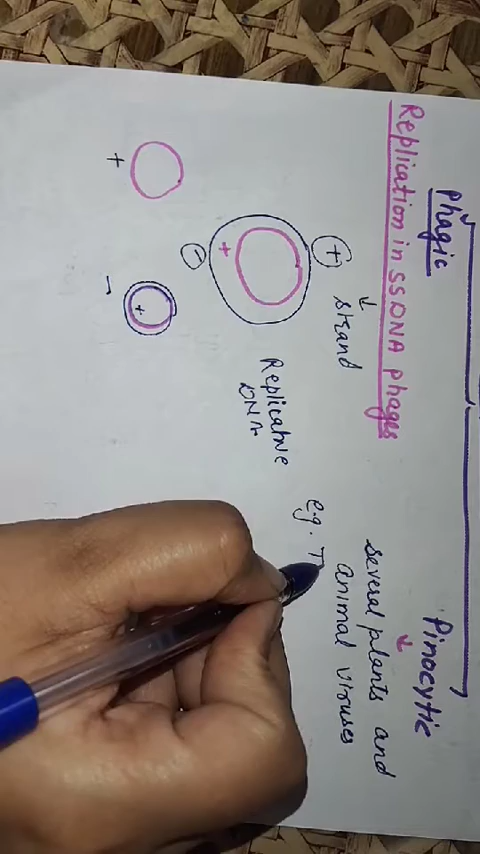 Phagic
Pinocytic
Replication in SSDNA phages
several plants and
animal viruses
+
↓
strand
e.g. T
Replicative
DNA
+
−
+
+
−